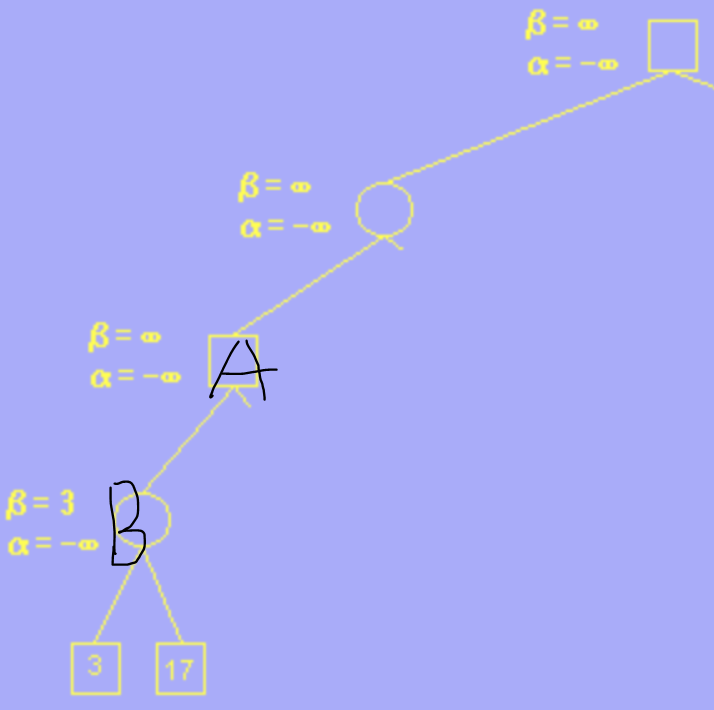 β = ∞
α = -∞
β = ∞
α = -∞
β = ∞
α = -∞
A
β = 3
α = -∞
B
3 17